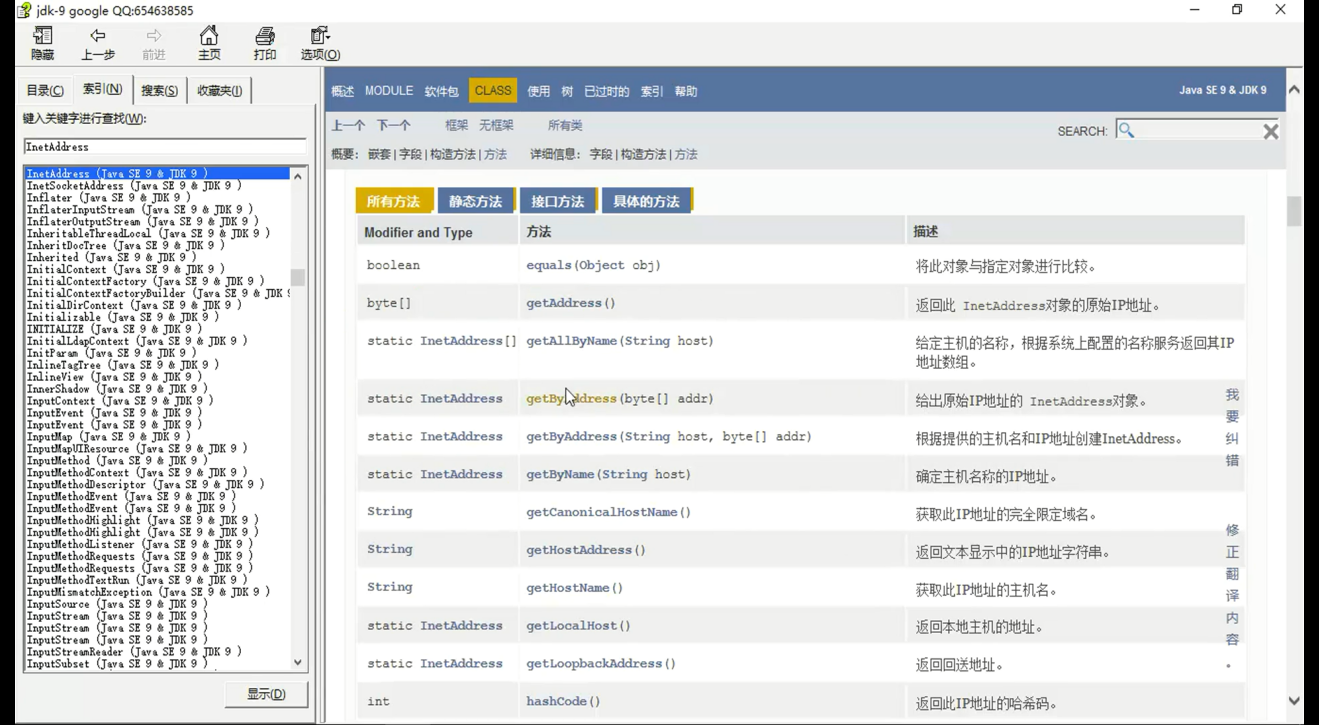 jdk-9 google QQ:654638585
隐藏 上一步 前进 主页 打印 选项(O)
目录(C) 索引(N) 搜索(S) 收藏夹(I)
键入关键字进行查找(W):
InetAddress
InetAddress (Java SE 9 & JDK 9 )
InetSocketAddress (Java SE 9 & JDK 9 )
Inflater (Java SE 9 & JDK 9 )
InflaterInputStream (Java SE 9 & JDK 9 )
InflaterOutputStream (Java SE 9 & JDK 9 )
InheritableThreadLocal (Java SE 9 & JDK 9 )
InheritDocTree (Java SE 9 & JDK 9 )
Inherited (Java SE 9 & JDK 9 )
InitialContext (Java SE 9 & JDK 9 )
InitialContextFactory (Java SE 9 & JDK 9 )
InitialContextFactoryBuilder (Java SE 9 & JDK 9
InitialDirContext (Java SE 9 & JDK 9 )
Initializable (Java SE 9 & JDK 9 )
INITIALIZE (Java SE 9 & JDK 9 )
InitialLdapContext (Java SE 9 & JDK 9 )
InitParam (Java SE 9 & JDK 9 )
InlineTagTree (Java SE 9 & JDK 9 )
InlineView (Java SE 9 & JDK 9 )
InnerShadow (Java SE 9 & JDK 9 )
InputContext (Java SE 9 & JDK 9 )
InputEvent (Java SE 9 & JDK 9 )
InputEvent (Java SE 9 & JDK 9 )
InputMap (Java SE 9 & JDK 9 )
InputMapUIResource (Java SE 9 & JDK 9 )
InputMethod (Java SE 9 & JDK 9 )
InputMethodContext (Java SE 9 & JDK 9 )
InputMethodDescriptor (Java SE 9 & JDK 9 )
InputMethodEvent (Java SE 9 & JDK 9 )
InputMethodEvent (Java SE 9 & JDK 9 )
InputMethodHighlight (Java SE 9 & JDK 9 )
InputMethodHighlight (Java SE 9 & JDK 9 )
InputMethodListener (Java SE 9 & JDK 9 )
InputMethodRequests (Java SE 9 & JDK 9 )
InputMethodRequests (Java SE 9 & JDK 9 )
InputMethodTextRun (Java SE 9 & JDK 9 )
InputMismatchException (Java SE 9 & JDK 9 )
InputSource (Java SE 9 & JDK 9 )
InputStream (Java SE 9 & JDK 9 )
InputStream (Java SE 9 & JDK 9 )
InputStream (Java SE 9 & JDK 9 )
InputStreamReader (Java SE 9 & JDK 9 )
InputSubset (Java SE 9 & JDK 9 )
显示(D)
概述 MODULE 软件包 CLASS 使用 树 已过时的 索引 帮助 Java SE 9 & JDK 9
上一个 下一个 框架 无框架 所有类
SEARCH:
概要: 嵌套 | 字段 | 构造方法 | 方法 详细信息: 字段 | 构造方法 | 方法
所有方法 静态方法 接口方法 具体的方法
Modifier and Type 方法 描述
boolean equals(Object obj) 将此对象与指定对象进行比较。
byte[] getAddress() 返回此 InetAddress对象的原始IP地址。
static InetAddress[] getAllByName(String host) 给定主机的名称，根据系统上配置的名称服务返回其IP
地址数组。
static InetAddress getByAddress(byte[] addr) 给出原始IP地址的 InetAddress对象。
static InetAddress getByAddress(String host, byte[] addr) 根据提供的主机名和IP地址创建InetAddress。
static InetAddress getByName(String host) 确定主机名称的IP地址。
String getCanonicalHostName() 获取此IP地址的完全限定域名。
String getHostAddress() 返回文本显示中的IP地址字符串。
String getHostName() 获取此IP地址的主机名。
static InetAddress getLocalHost() 返回本地主机的地址。
static InetAddress getLoopbackAddress() 返回回送地址。
int hashCode() 返回此IP地址的哈希码。
我要纠错
修正翻译内容。